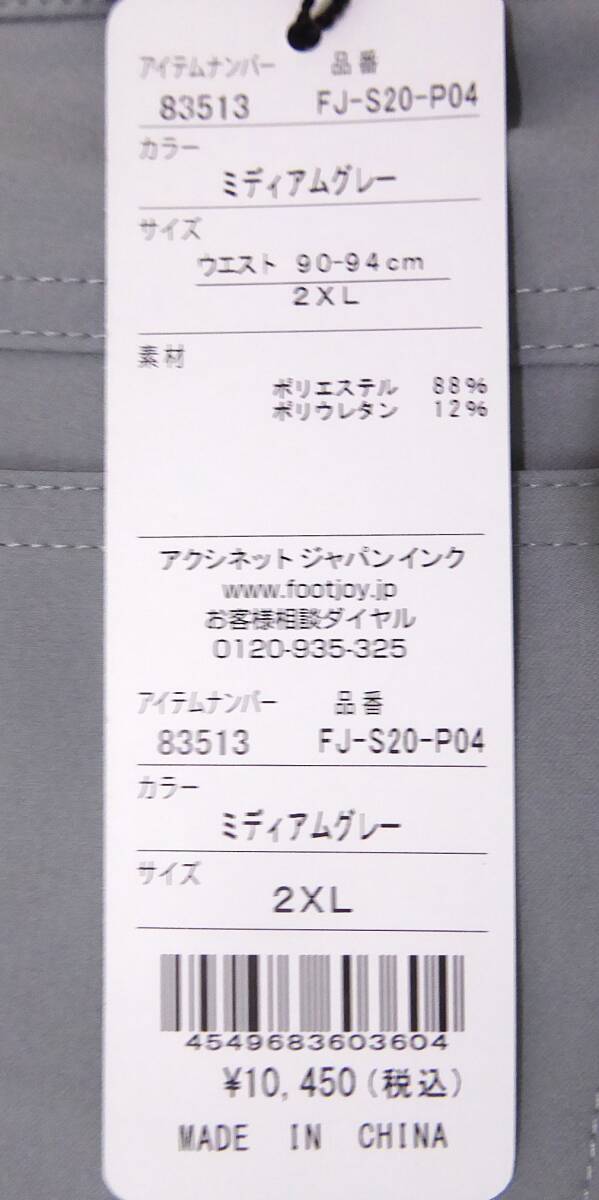 アイテムナンバー 品番
83513 FJ-S20-P04
カラー
ミディアムグレー
サイズ
ウエスト 90-94cm
2XL
素材
ポリエステル 88%
ポリウレタン 12%
アクシネット ジャパン インク
www.footjoy.jp
お客様相談ダイヤル
0120-935-325
アイテムナンバー 品番
83513 FJ-S20-P04
カラー
ミディアムグレー
サイズ
2XL
4549683603604
¥10,450(税込)
MADE IN CHINA